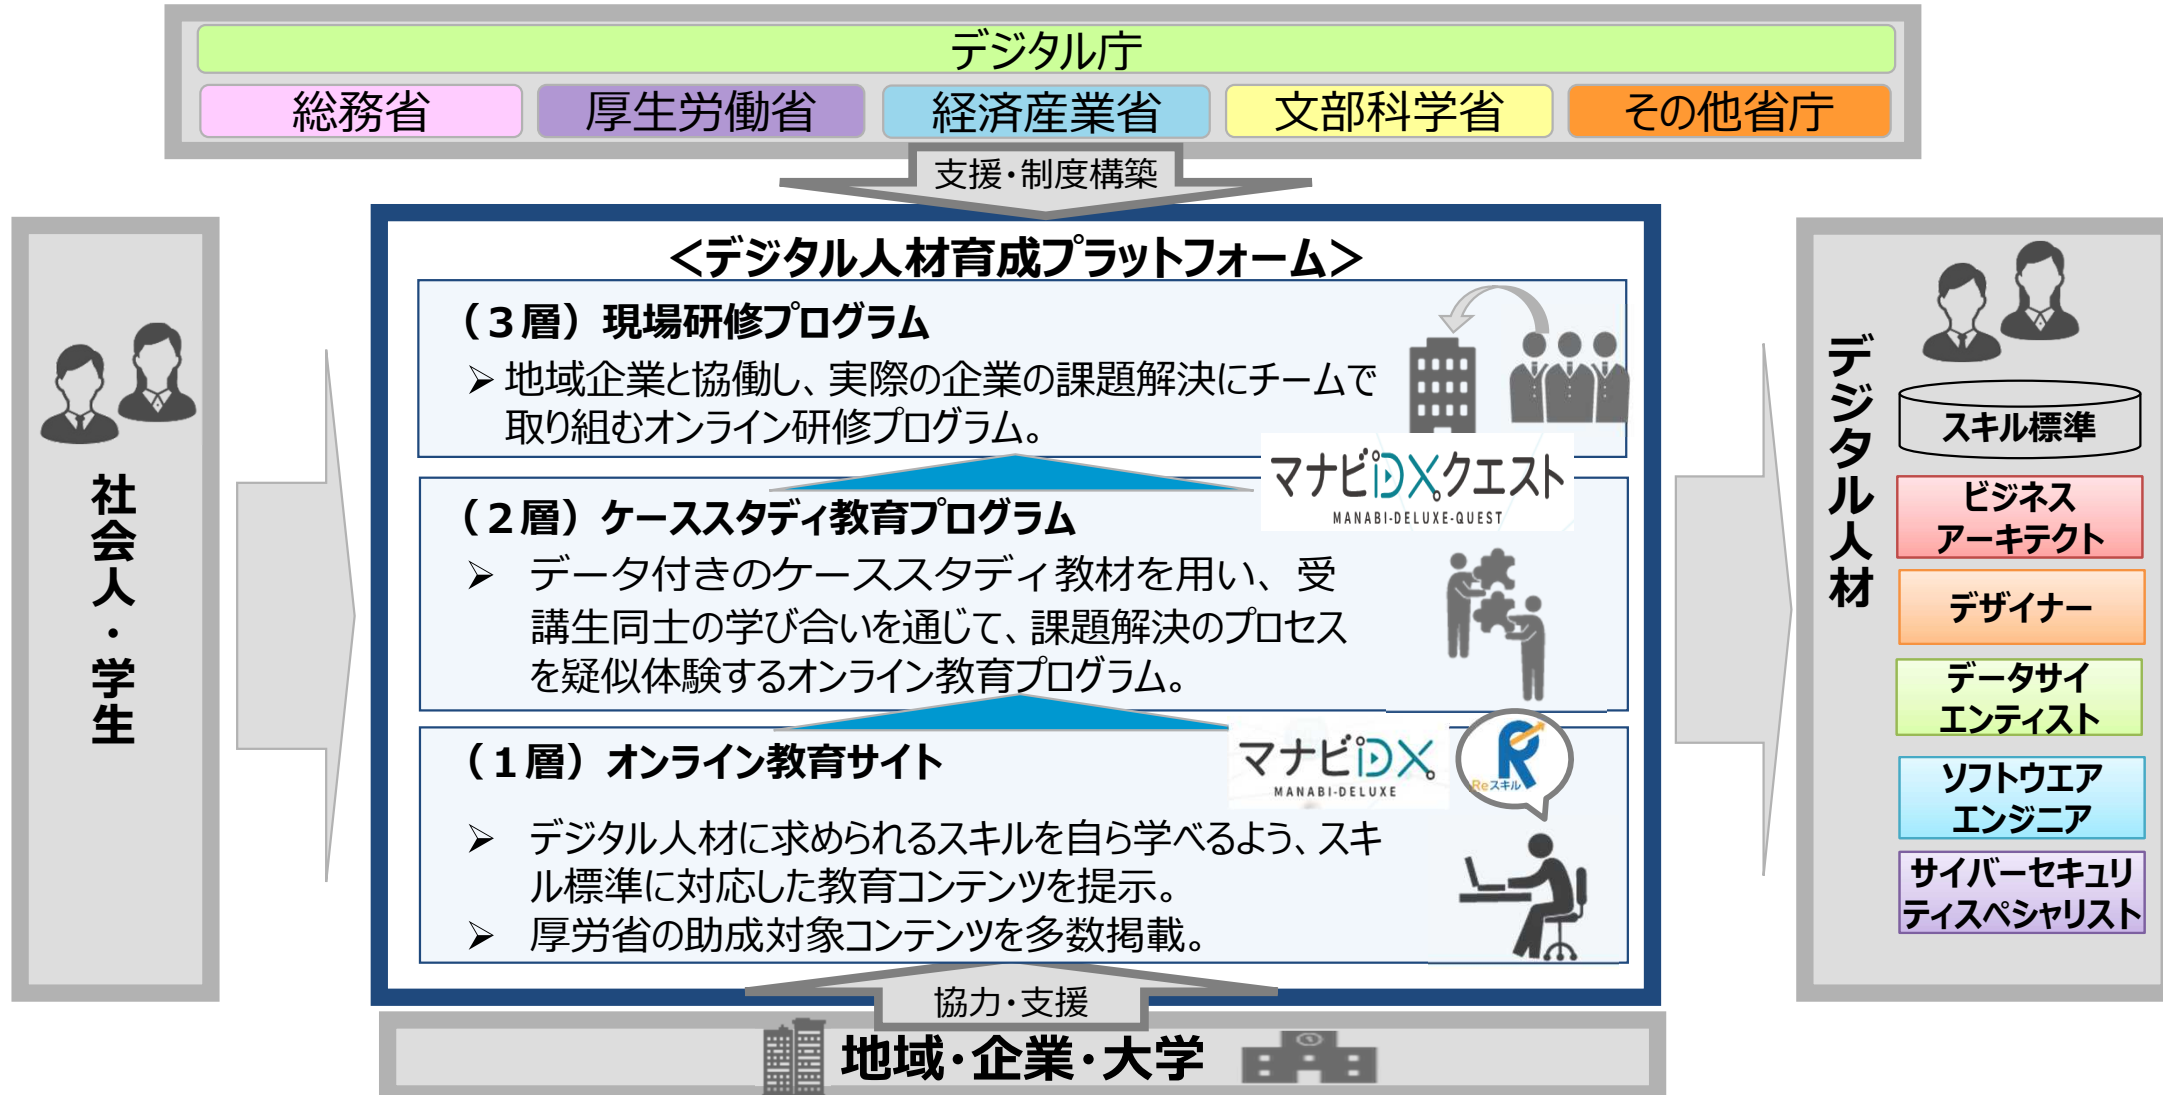 デジタル庁
総務省
厚生労働省
経済産業省
文部科学省
その他省庁
支援・制度構築
社会人・学生
＜デジタル人材育成プラットフォーム＞
（３層）現場研修プログラム
➢ 地域企業と協働し、実際の企業の課題解決にチームで
取り組むオンライン研修プログラム。
マナビDXクエスト
MANABI-DELUXE-QUEST
（２層）ケーススタディ教育プログラム
➢ データ付きのケーススタディ教材を用い、受
講生同士の学び合いを通じて、課題解決のプロセス
を疑似体験するオンライン教育プログラム。
（１層）オンライン教育サイト
マナビDX
MANABI-DELUXE
R
Reスキル
➢ デジタル人材に求められるスキルを自ら学べるよう、スキ
ル標準に対応した教育コンテンツを提示。
➢ 厚労省の助成対象コンテンツを多数掲載。
協力・支援
地域・企業・大学
デジタル人材
スキル標準
ビジネス
アーキテクト
デザイナー
データサイ
エンティスト
ソフトウエア
エンジニア
サイバーセキュリ
ティスペシャリスト